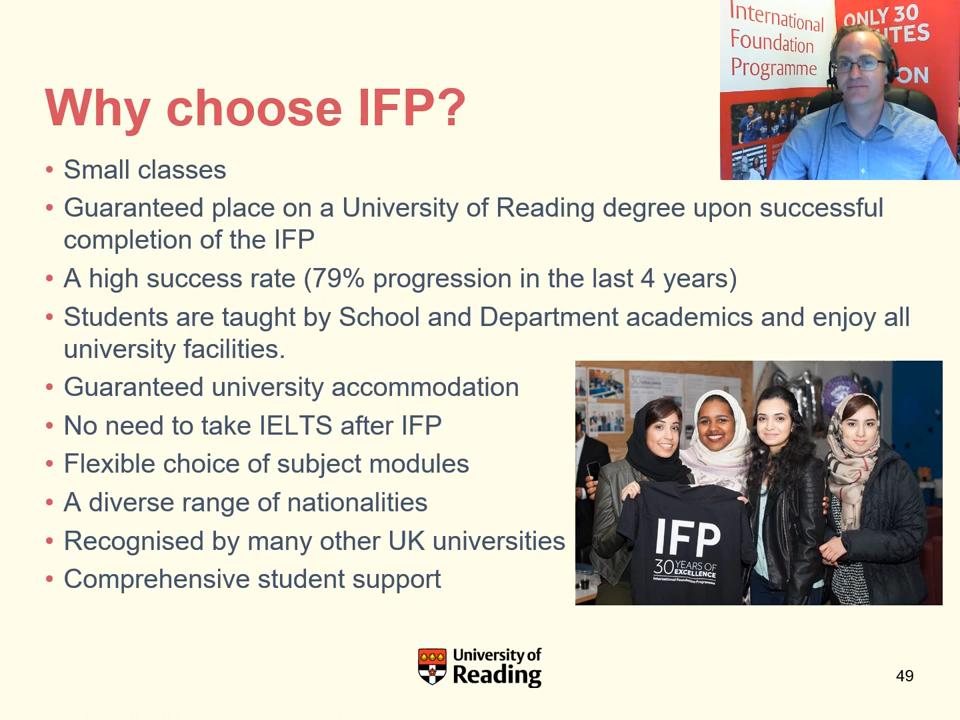 International
Foundation
Programme
ONLY 30
ON
Why choose IFP?
• Small classes
• Guaranteed place on a University of Reading degree upon successful
completion of the IFP
• A high success rate (79% progression in the last 4 years)
• Students are taught by School and Department academics and enjoy all
university facilities.
• Guaranteed university accommodation
• No need to take IELTS after IFP
• Flexible choice of subject modules
• A diverse range of nationalities
• Recognised by many other UK universities
• Comprehensive student support
IFP
30 YEARS OF
EXCELLENCE
International Foundation Programme
University of
Reading
49